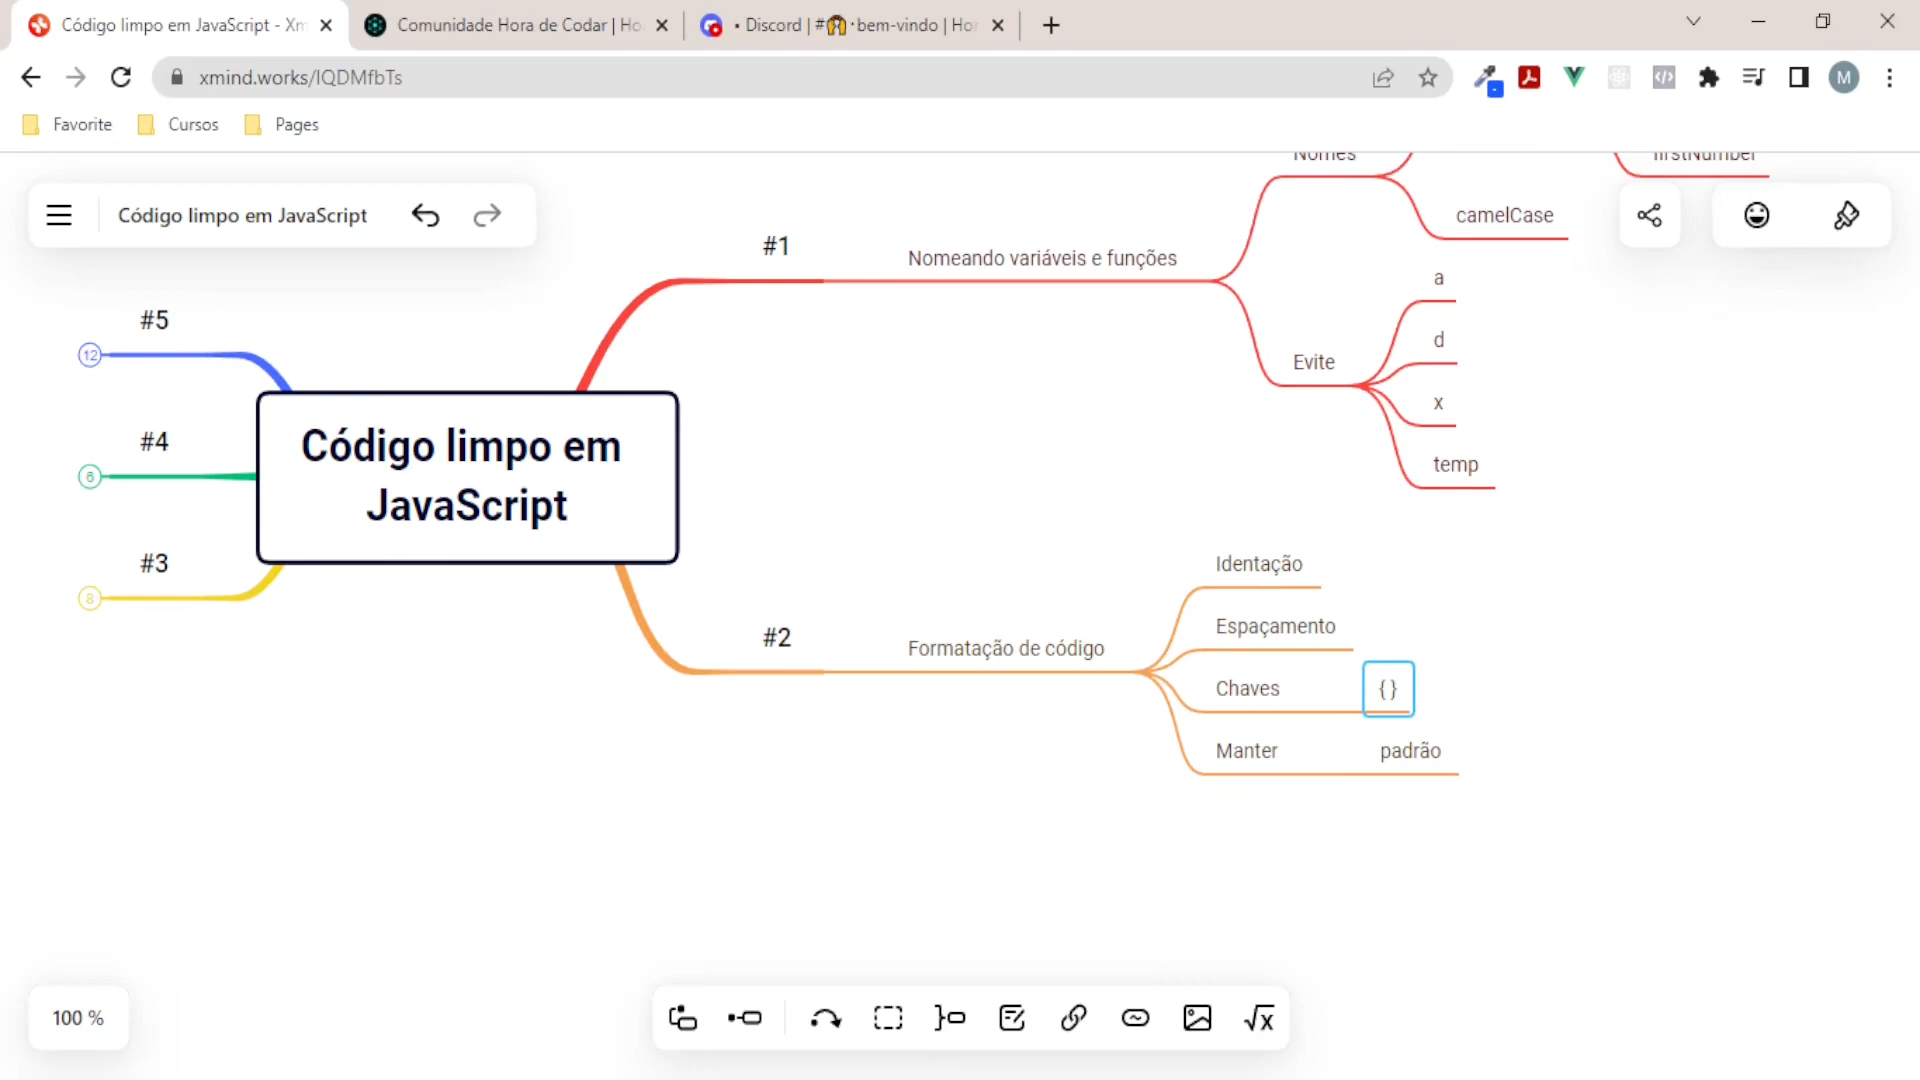 Código limpo em JavaScript - Xm
Comunidade Hora de Codar | Ho
• Discord | # · bem-vindo | Hor
xmind.works/IQDMfbTs
M
Favorite
Cursos
Pages
Código limpo em JavaScript
Nomes
firstNumber
camelCase
#1
Nomeando variáveis e funções
a
d
Evite
x
temp
#5
12
#4
6
#3
8
Código limpo em
JavaScript
#2
Formatação de código
Identação
Espaçamento
Chaves
{}
Manter
padrão
100 %